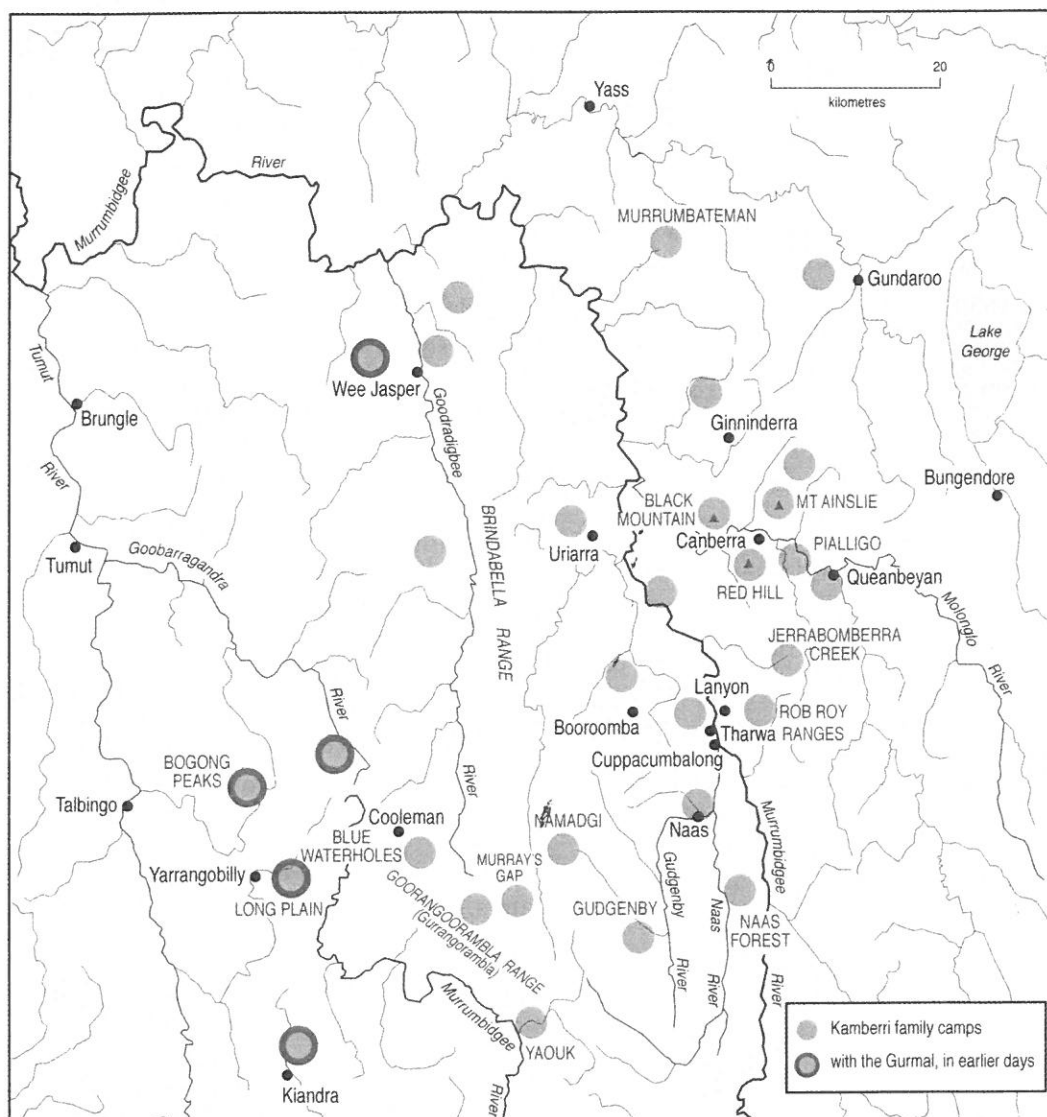 0
20
kilometres
Yass
River
Murrumbidgee
MURRUMBATEMAN
Gundaroo
Lake
George
Tumut
Wee Jasper
Brungle
Goodradigbee
Ginninderra
River
Bungendore
BLACK
MOUNTAIN
MT AINSLIE
Canberra
PIALLIGO
BRINDABELLA RANGE
Uriarra
Tumut
Goobarragandra
Queanbeyan
RED HILL
Molonglo
JERRABOMBERRA
CREEK
River
Lanyon
River
Booroomba
ROB ROY
RANGES
Tharwa
Cuppacumbalong
BOGONG
PEAKS
River
Talbingo
Cooleman
NAMADGI
Naas
Murrumbidgee
BLUE
WATERHOLES
MURRAY'S
GAP
Yarrangobilly
LONG PLAIN
GOORANGOORAMBLA RANGE
(Gurrangorambla)
GUDGENBY
Gudgenby
Naas
NAAS
FOREST
River
River
River
Murrumbidgee
YAOUK
River
Kiandra
Kamberri family camps
with the Gurmal, in earlier days